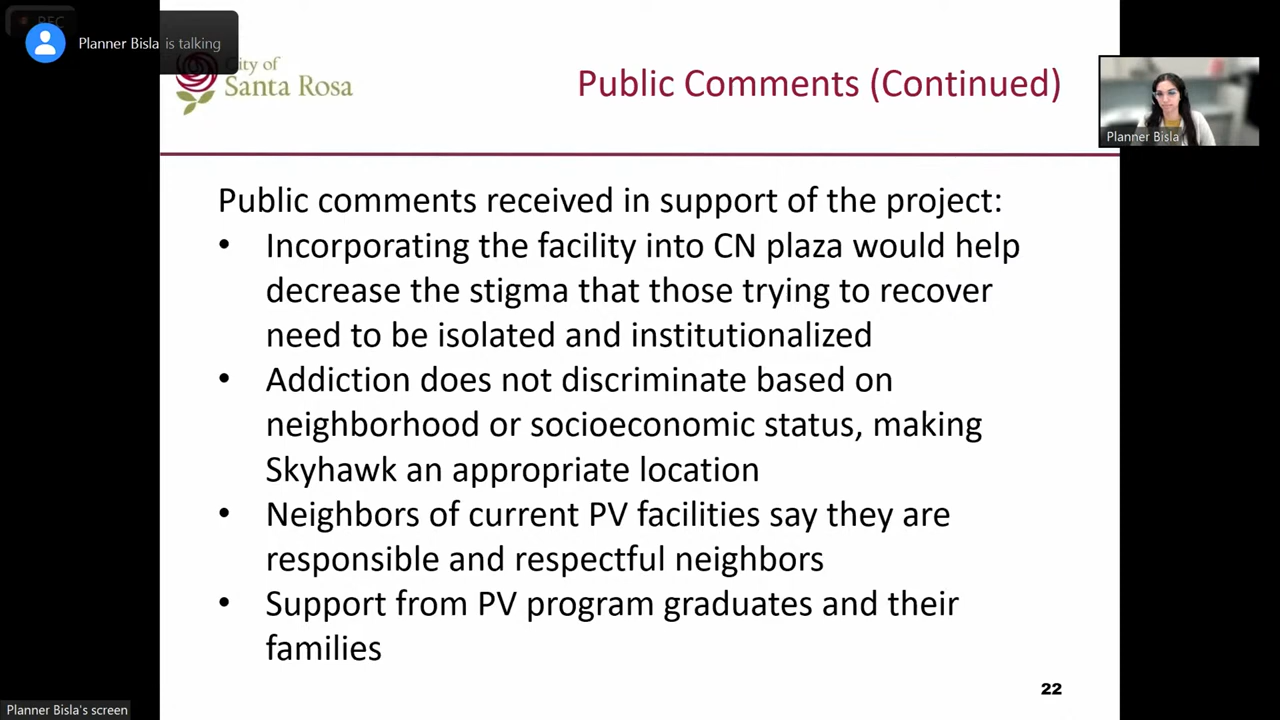 REC
Planner Bisla is talking
City of
Santa Rosa
Public Comments (Continued)
Planner Bisla
Public comments received in support of the project:
• Incorporating the facility into CN plaza would help
decrease the stigma that those trying to recover
need to be isolated and institutionalized
• Addiction does not discriminate based on
neighborhood or socioeconomic status, making
Skyhawk an appropriate location
• Neighbors of current PV facilities say they are
responsible and respectful neighbors
• Support from PV program graduates and their
families
22
Planner Bisla's screen